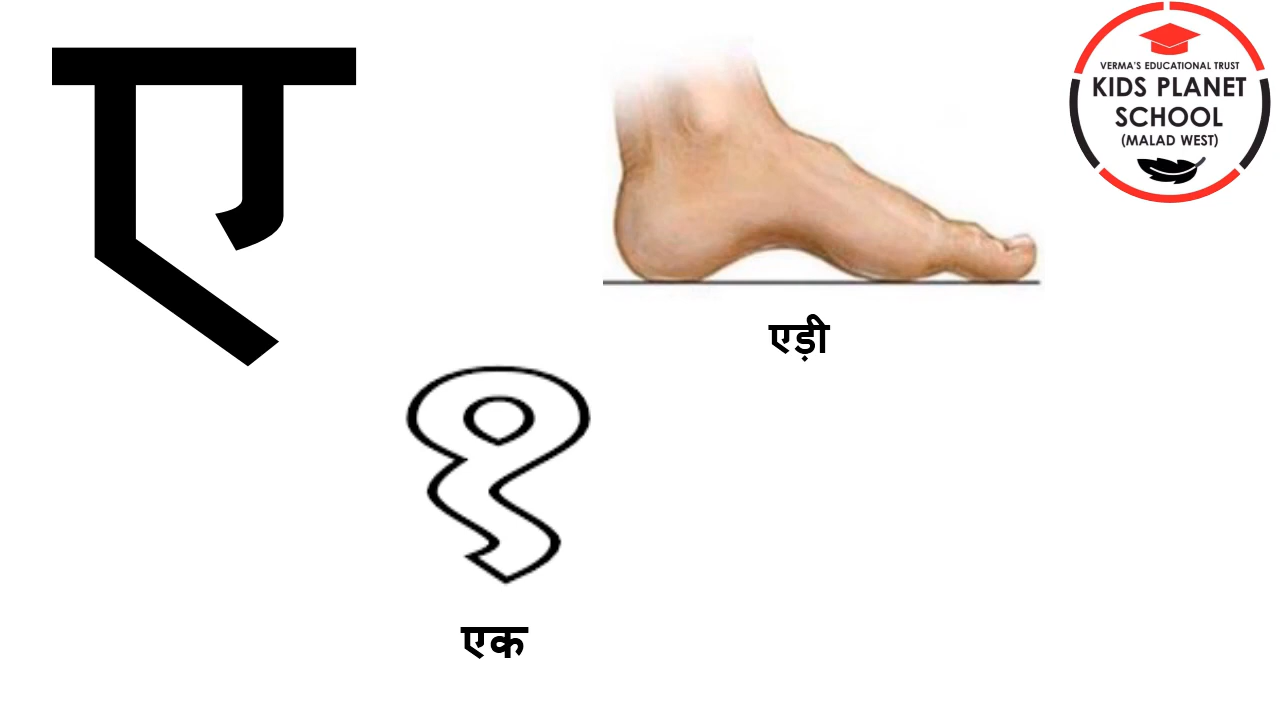 ए
VERMA'S EDUCATIONAL TRUST
KIDS PLANET
SCHOOL
(MALAD WEST)
एड़ी
१
एक